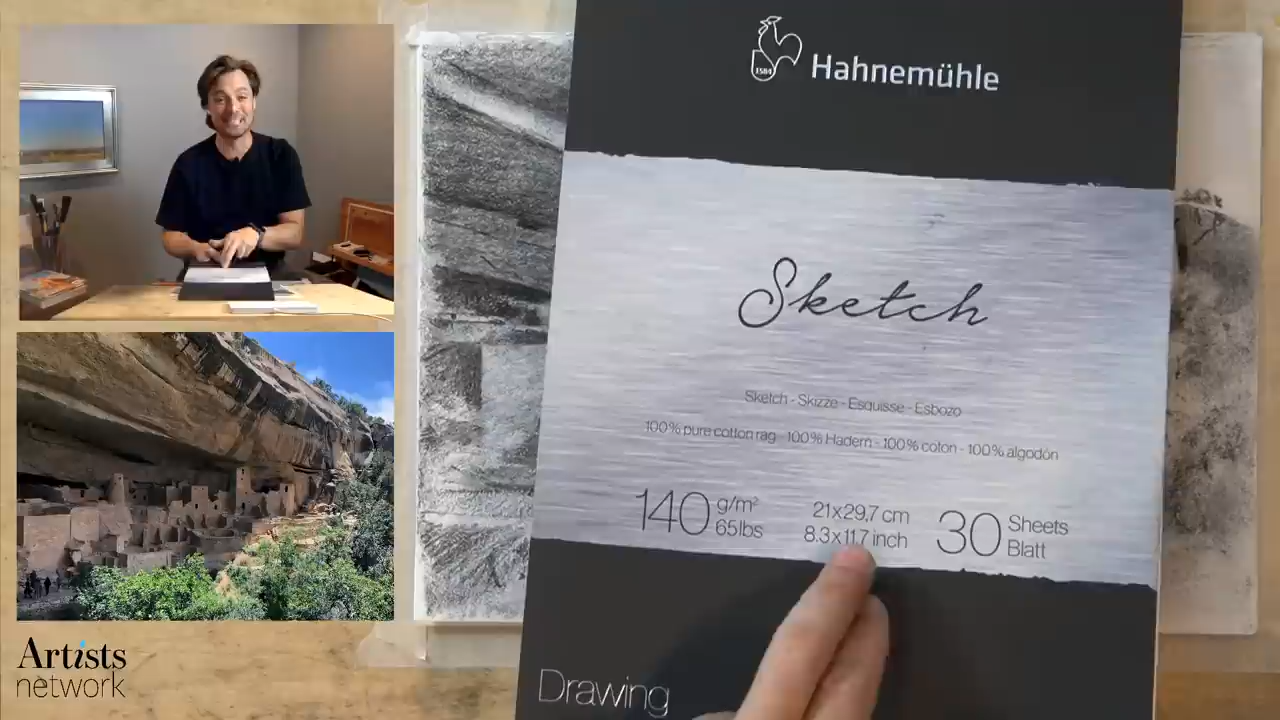 1584
Hahnemühle
Sketch
Sketch - Skizze - Esquisse - Esbozo
100% pure cotton rag - 100% Hadern - 100% coton - 100% algodón
140 g/m²
65lbs
21x29,7 cm
8.3x11.7 inch
30 Sheets
Blatt
Drawing
Artists
network